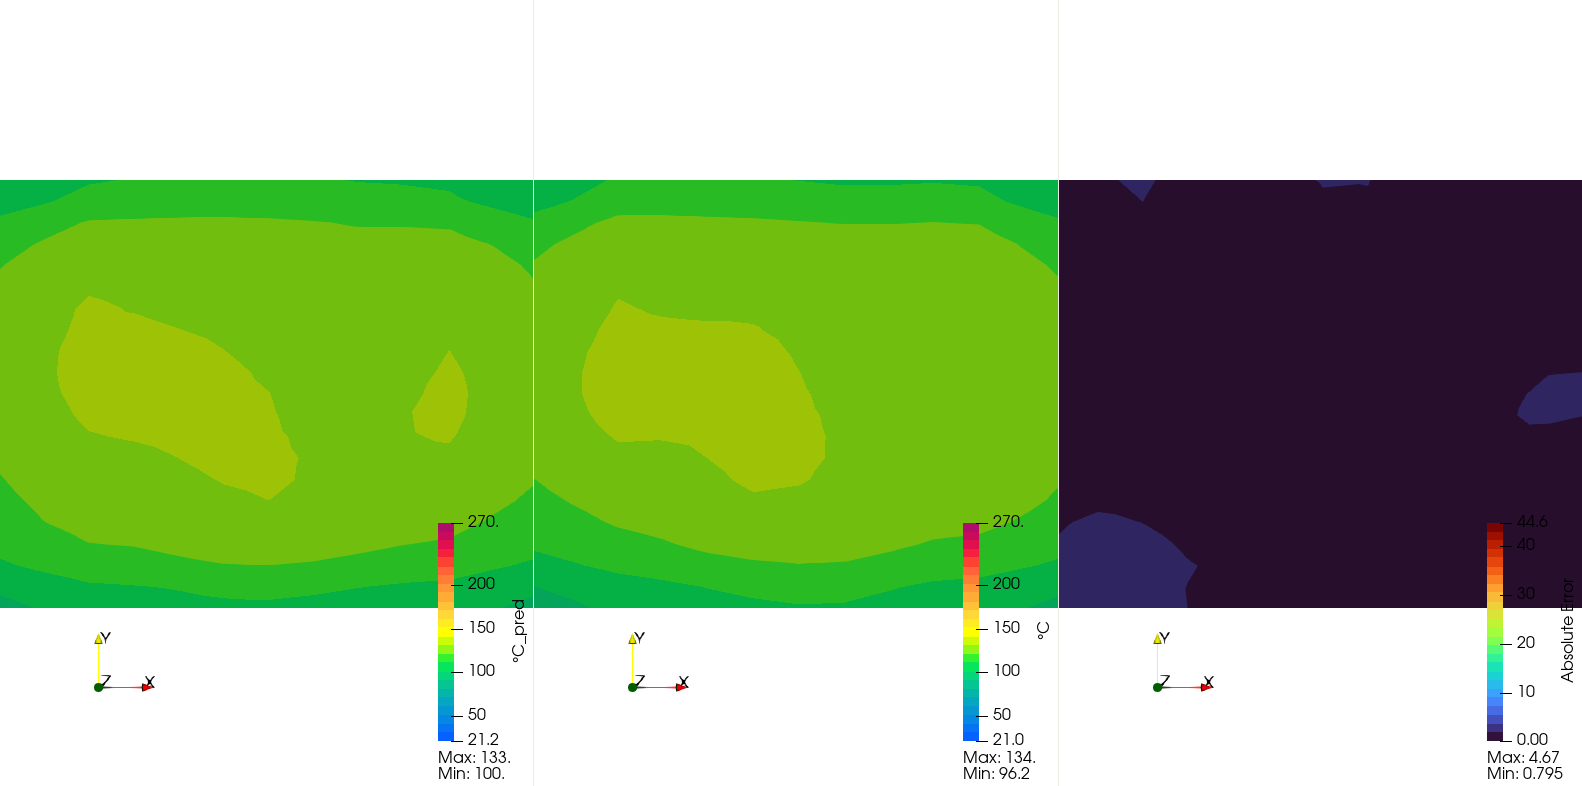 270.
200
150
100
50
21.2
°C_pred
Max: 133.
Min: 100.
Y
Z
X
270.
200
150
100
50
21.0
°C
Max: 134.
Min: 96.2
Y
Z
X
44.6
40
30
20
10
0.00
Absolute Error
Max: 4.67
Min: 0.795
Y
Z
X